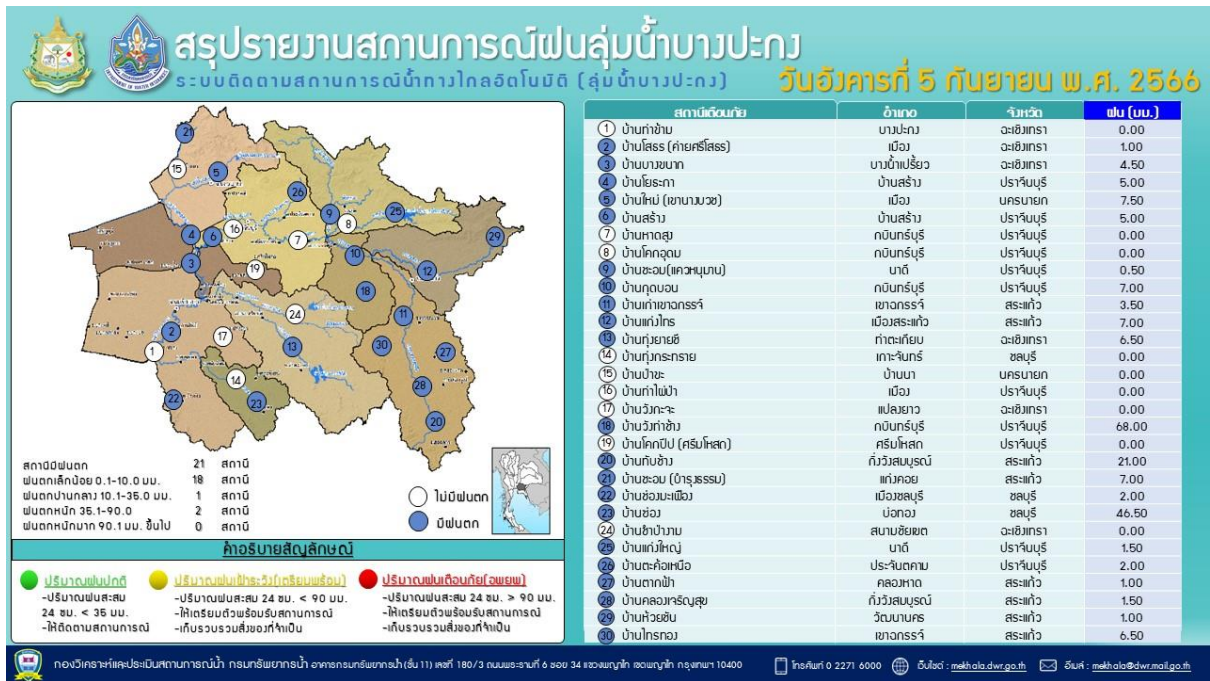 สรุปรายงานสถานการณ์ฝนลุ่มน้ำบางปะกง
ระบบติดตามสถานการณ์น้ำทางไกลอัตโนมัติ (ลุ่มน้ำบางปะกง)
วันอังคารที่ 5 กันยายน พ.ศ. 2566
สถานีเตือนภัย อำเภอ จังหวัด ฝน (มม.)
1 บ้านท่าข้าม บางปะกง ฉะเชิงเทรา 0.00
2 บ้านโสธร (ค่ายศรีโสธร) เมือง ฉะเชิงเทรา 1.00
3 บ้านบางขนาก บางน้ำเปรี้ยว ฉะเชิงเทรา 4.50
4 บ้านโยธะกา บ้านสร้าง ปราจีนบุรี 5.00
5 บ้านใหม่ (เขานางบวช) เมือง นครนายก 7.50
6 บ้านสร้าง บ้านสร้าง ปราจีนบุรี 5.00
7 บ้านหาดสูง กบินทร์บุรี ปราจีนบุรี 0.00
8 บ้านโคกอุดม กบินทร์บุรี ปราจีนบุรี 0.00
9 บ้านซะอม(แควหนุมาน) นาดี ปราจีนบุรี 0.50
10 บ้านกุดบอน กบินทร์บุรี ปราจีนบุรี 7.00
11 บ้านเก่าเขาฉกรรจ์ เขาฉกรรจ์ สระแก้ว 3.50
12 บ้านแก่งไทร เมืองสระแก้ว สระแก้ว 7.00
13 บ้านทุ่งยายชี ท่าตะเกียบ ฉะเชิงเทรา 6.50
14 บ้านทุ่งกระทราย เกาะจันทร์ ชลบุรี 0.00
15 บ้านป่าขะ บ้านนา นครนายก 0.00
16 บ้านท่าไผ่ป่า เมือง ปราจีนบุรี 0.00
17 บ้านวังกะจะ แปลงยาว ฉะเชิงเทรา 0.00
18 บ้านวังท่าช้าง กบินทร์บุรี ปราจีนบุรี 68.00
19 บ้านโคกปีป (ศรีมโหสถ) ศรีมโหสถ ปราจีนบุรี 0.00
20 บ้านทับช้าง กิ่งวังสมบูรณ์ สระแก้ว 21.00
21 บ้านซะอม (บำรุงธรรม) แก่งคอย สระแก้ว 7.00
22 บ้านช่องมะเฟือง เมืองชลบุรี ชลบุรี 2.00
23 บ้านช่อง บ่อทอง ชลบุรี 46.50
24 บ้านซำป่างาม สนามชัยเขต ฉะเชิงเทรา 0.00
25 บ้านแก่งใหญ่ นาดี ปราจีนบุรี 1.50
26 บ้านตะค้อเหนือ ประจันตคาม ปราจีนบุรี 2.00
27 บ้านตาคฟ้า คลองหาด สระแก้ว 1.00
28 บ้านคลองเจริญสุข กิ่งวังสมบูรณ์ สระแก้ว 1.50
29 บ้านห้วยชัน วัฒนานคร สระแก้ว 1.00
30 บ้านไทรทอง เขาฉกรรจ์ สระแก้ว 6.50
สถานีมีฝนตก 21 สถานี
ฝนตกเล็กน้อย 0.1-10.0 มม. 18 สถานี
ฝนตกปานกลาง 10.1-35.0 มม. 1 สถานี
ฝนตกหนัก 35.1-90.0 2 สถานี
ฝนตกหนักมาก 90.1 มม. ขึ้นไป 0 สถานี
ไม่มีฝนตก
มีฝนตก
คำอธิบายสัญลักษณ์
ปริมาณฝนปกติ
-ปริมาณฝนสะสม
24 ชม. < 35 มม.
-ให้ติดตามสถานการณ์
ปริมาณฝนเฝ้าระวัง(เตรียมพร้อม)
-ปริมาณฝนสะสม 24 ชม. < 90 มม.
-ให้เตรียมตัวพร้อมรับสถานการณ์
-เก็บรวบรวมสิ่งของที่จำเป็น
ปริมาณฝนเตือนภัย(อพยพ)
-ปริมาณฝนสะสม 24 ชม. > 90 มม.
-ให้เตรียมตัวพร้อมรับสถานการณ์
-เก็บรวบรวมสิ่งของที่จำเป็น
กองวิเคราะห์และประเมินสถานการณ์น้ำ กรมทรัพยากรน้ำ อาคารกรมทรัพยากรน้ำ (ชั้น 11) เลขที่ 180/3 ถนนพระรามที่ 6 ซอย 34 แขวงพญาไท เขตพญาไท กรุงเทพฯ 10400 โทรศัพท์ 0 2271 6000 เว็บไซต์ : mekhala.dwr.go.th อีเมล์ : mekhala@dwr.mail.go.th